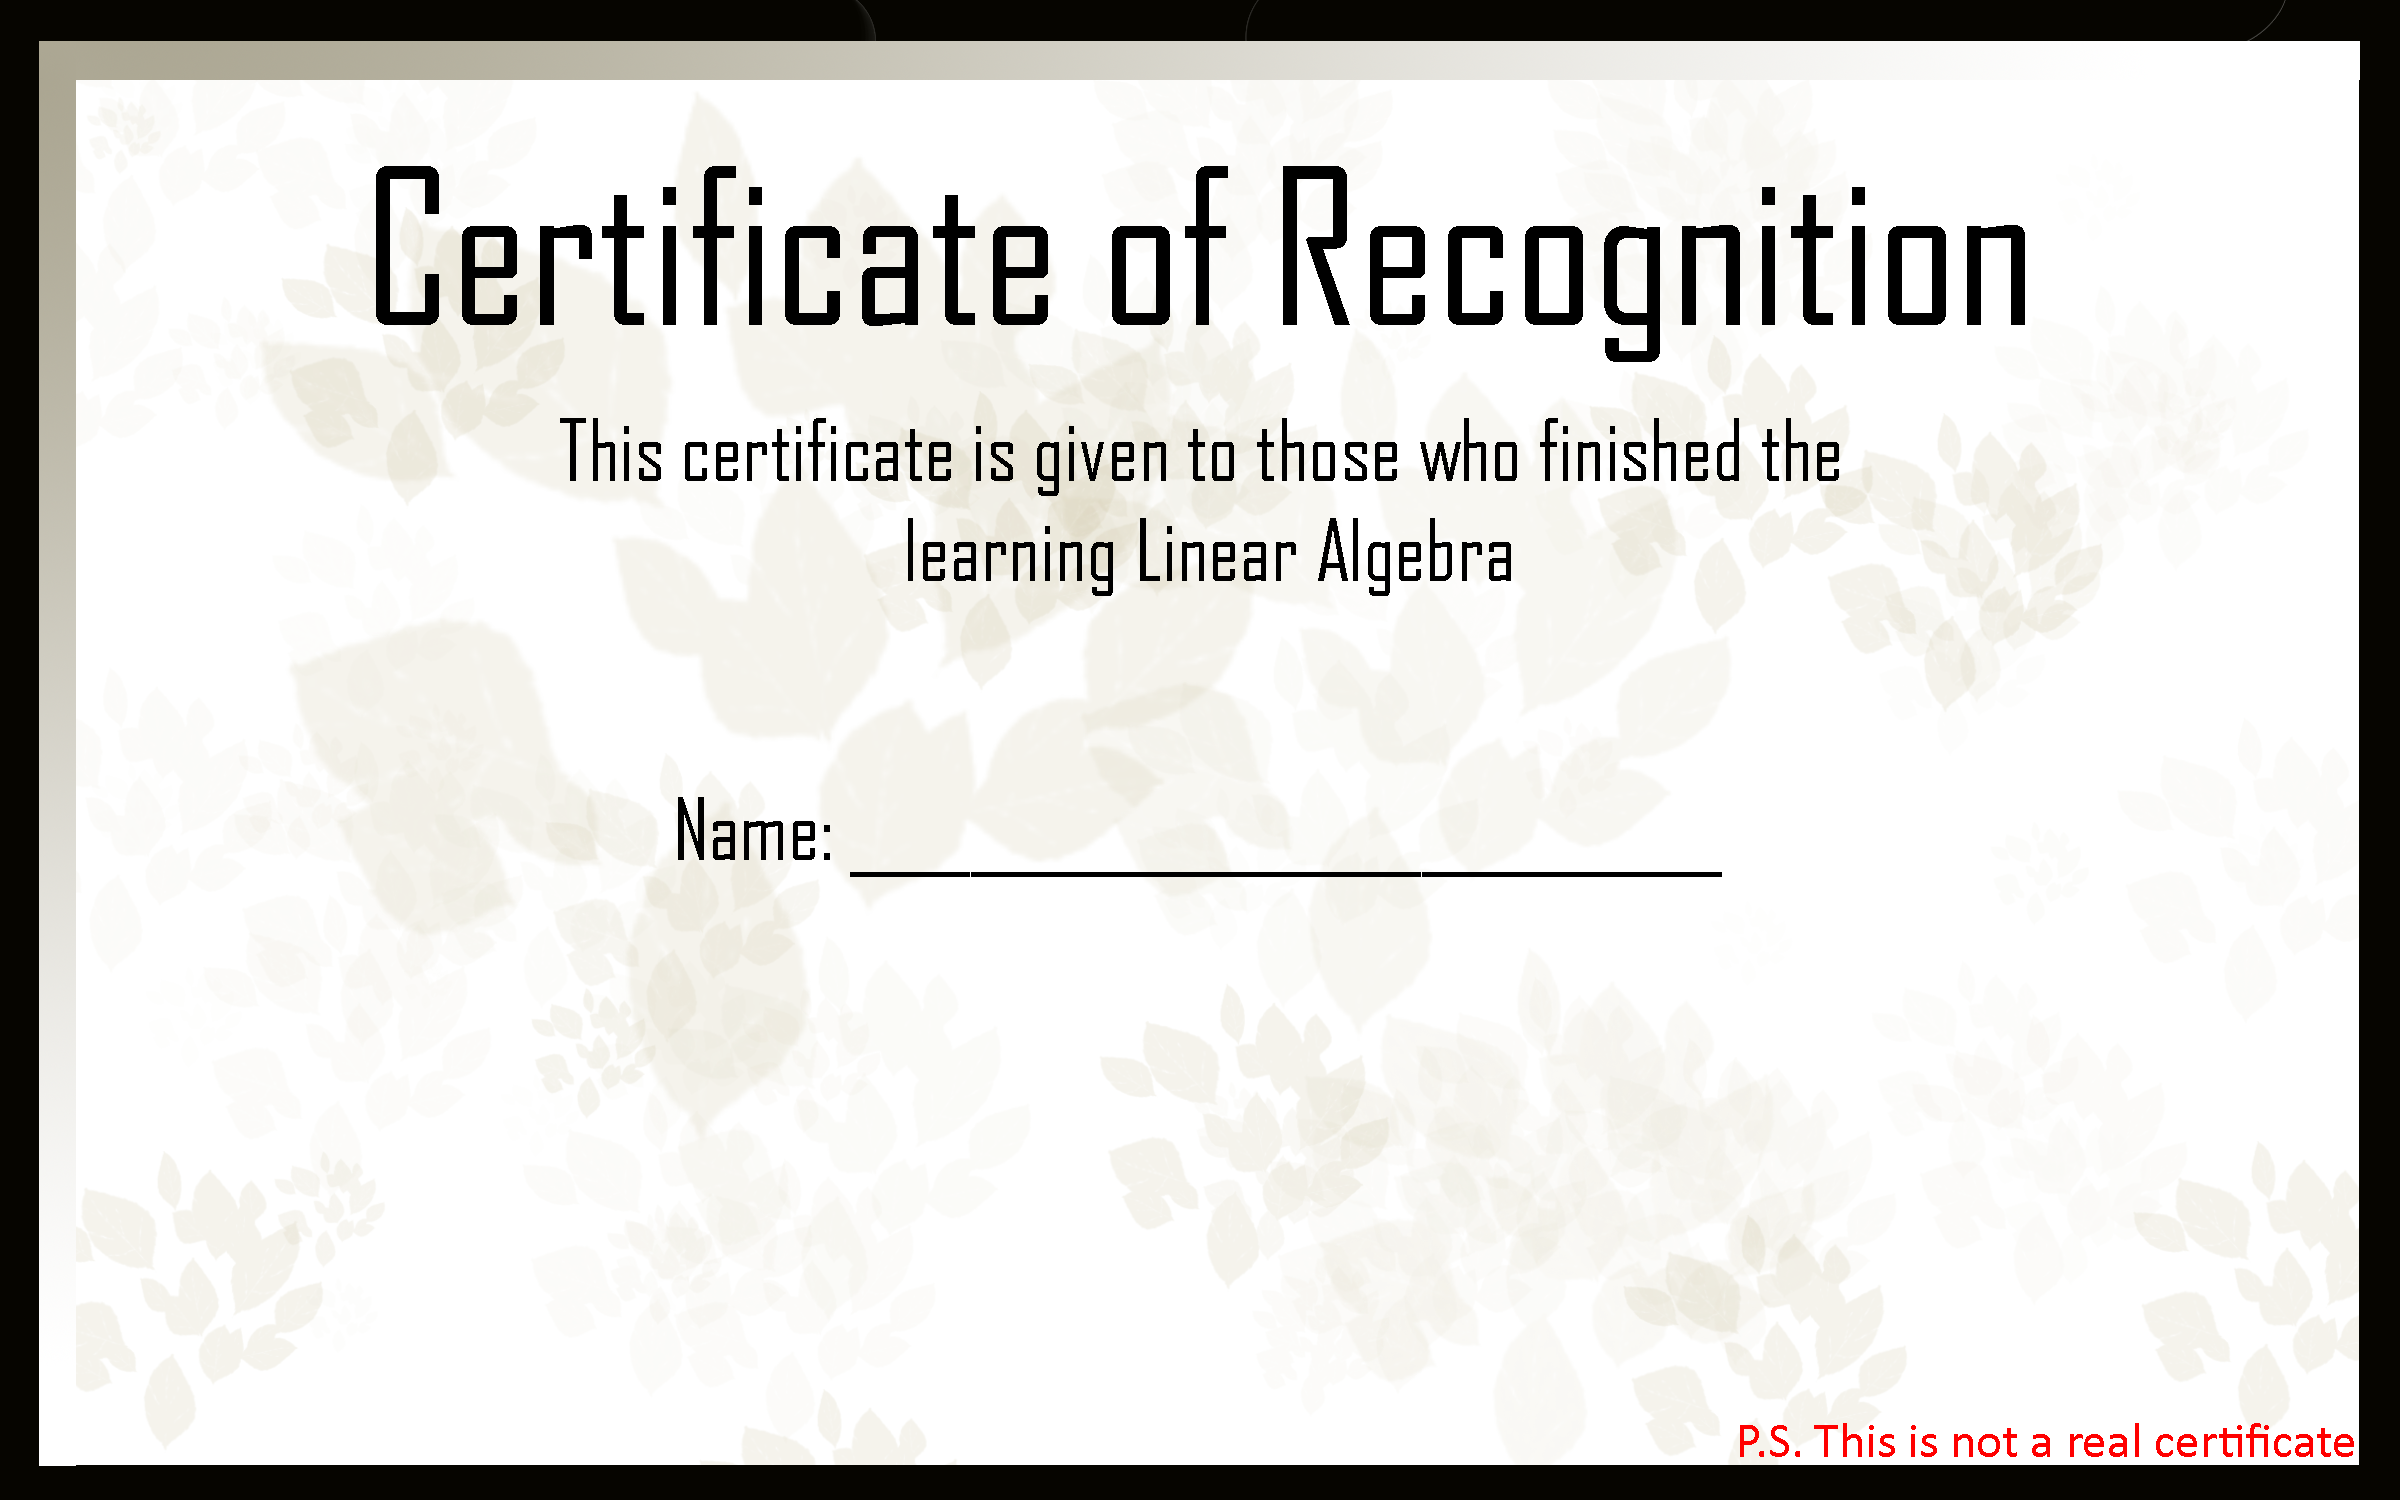 Certificate of Recognition
This certificate is given to those who finished the
learning Linear Algebra
Name: ____________________
P.S. This is not a real certificate